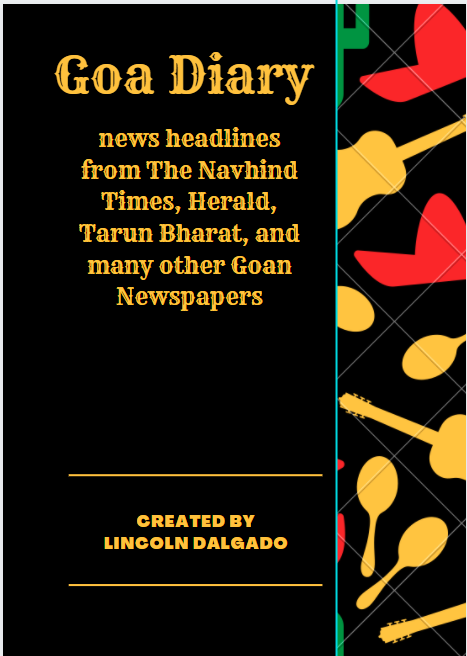 Goa Diary
news headlines
from The Navhind
Times, Herald,
Tarun Bharat, and
many other Goan
Newspapers
CREATED BY
LINCOLN DALGADO